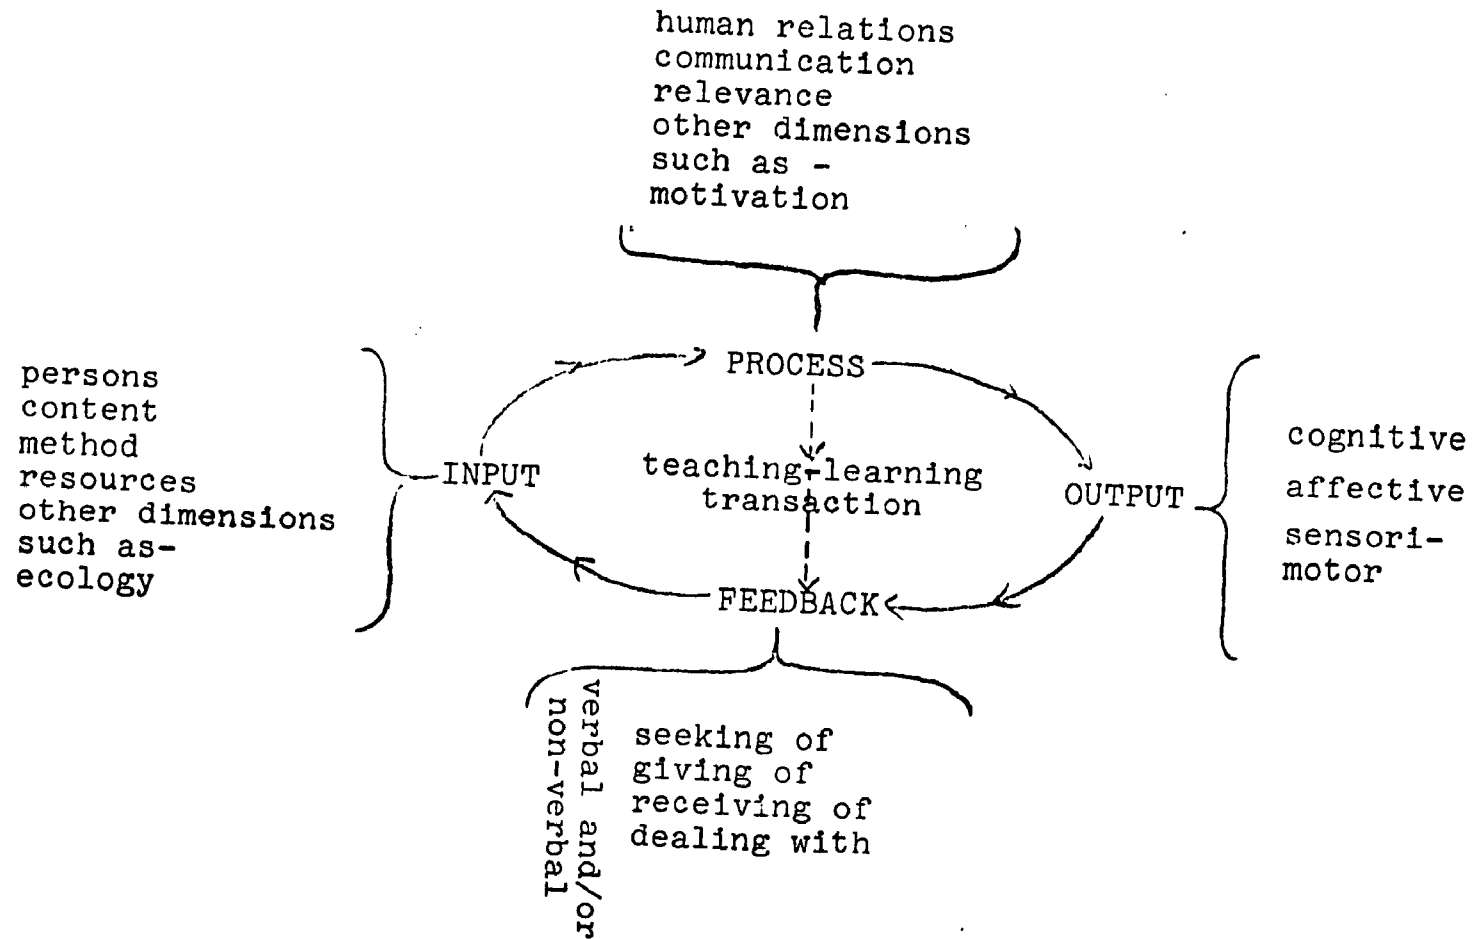 human relations
communication
relevance
other dimensions
such as -
motivation
PROCESS
persons
content
method
resources
other dimensions
such as-
ecology
INPUT
teaching-learning
transaction
OUTPUT
cognitive
affective
sensori-
motor
FEEDBACK
verbal and/or
non-verbal
seeking of
giving of
receiving of
dealing with